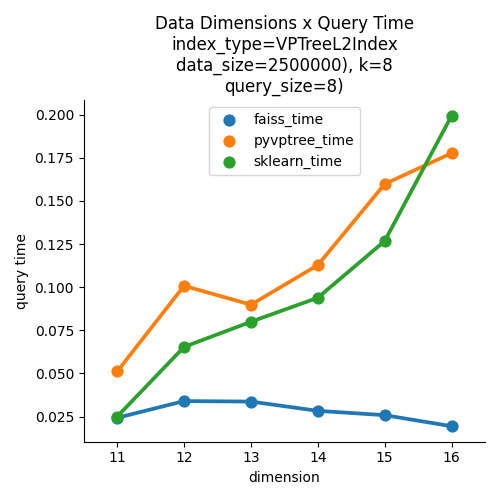 Data Dimensions x Query Time
index_type=VPTreeL2Index
data_size=2500000), k=8
query_size=8)
faiss_time
pyvptree_time
sklearn_time
query time
0.200
0.175
0.150
0.125
0.100
0.075
0.050
0.025
11 12 13 14 15 16
dimension